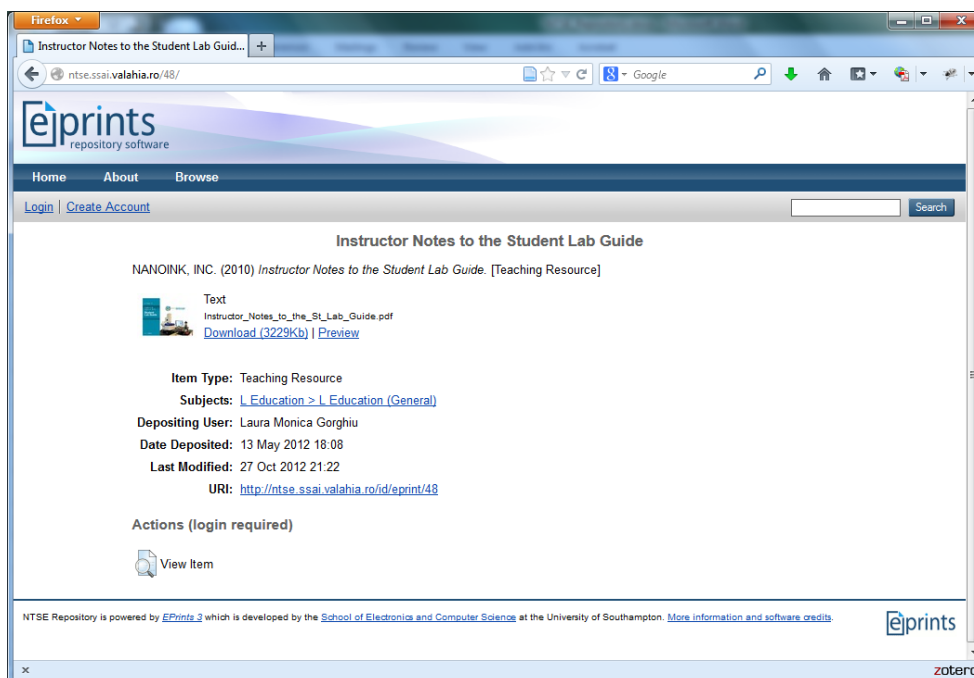 Firefox
Instructor Notes to the Student Lab Guid...
ntse.ssai.valahia.ro/48/
Google
eprints
repository software
Home About Browse
Login | Create Account
Search
Instructor Notes to the Student Lab Guide
NANOINK, INC. (2010) Instructor Notes to the Student Lab Guide. [Teaching Resource]
Text
Instructor_Notes_to_the_St_Lab_Guide.pdf
Download (3229Kb) | Preview
Item Type: Teaching Resource
Subjects: L Education > L Education (General)
Depositing User: Laura Monica Gorghiu
Date Deposited: 13 May 2012 18:08
Last Modified: 27 Oct 2012 21:22
URI: http://ntse.ssai.valahia.ro/id/eprint/48
Actions (login required)
View Item
NTSE Repository is powered by EPrints 3 which is developed by the School of Electronics and Computer Science at the University of Southampton. More information and software credits.
eprints
zotero